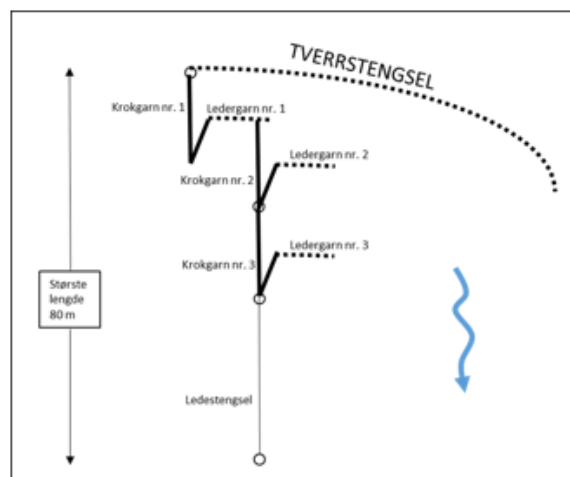 TVERRSTENGSEL
Krokgarn nr. 1
Ledergarn nr. 1
Krokgarn nr. 2
Ledergarn nr. 2
Krokgarn nr. 3
Ledergarn nr. 3
Største
lengde
80 m
Ledestengsel